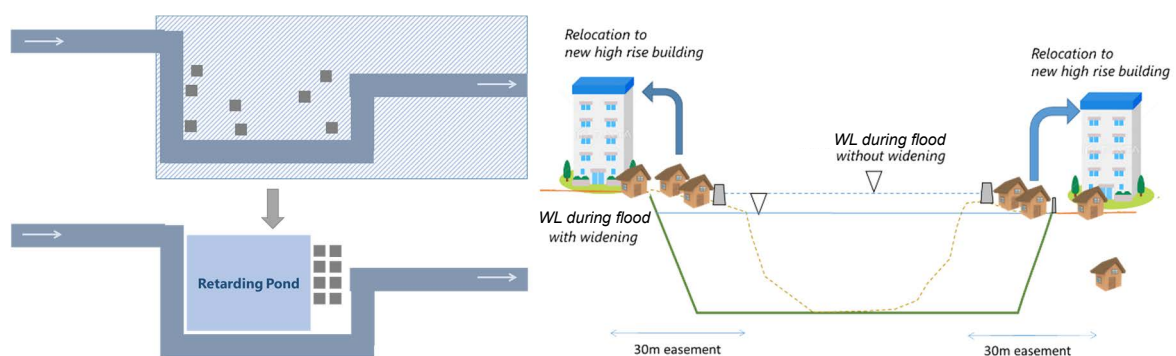 Retarding Pond
Relocation to
new high rise building
Relocation to
new high rise building
WL during flood
without widening
WL during flood
with widening
30m easement
30m easement